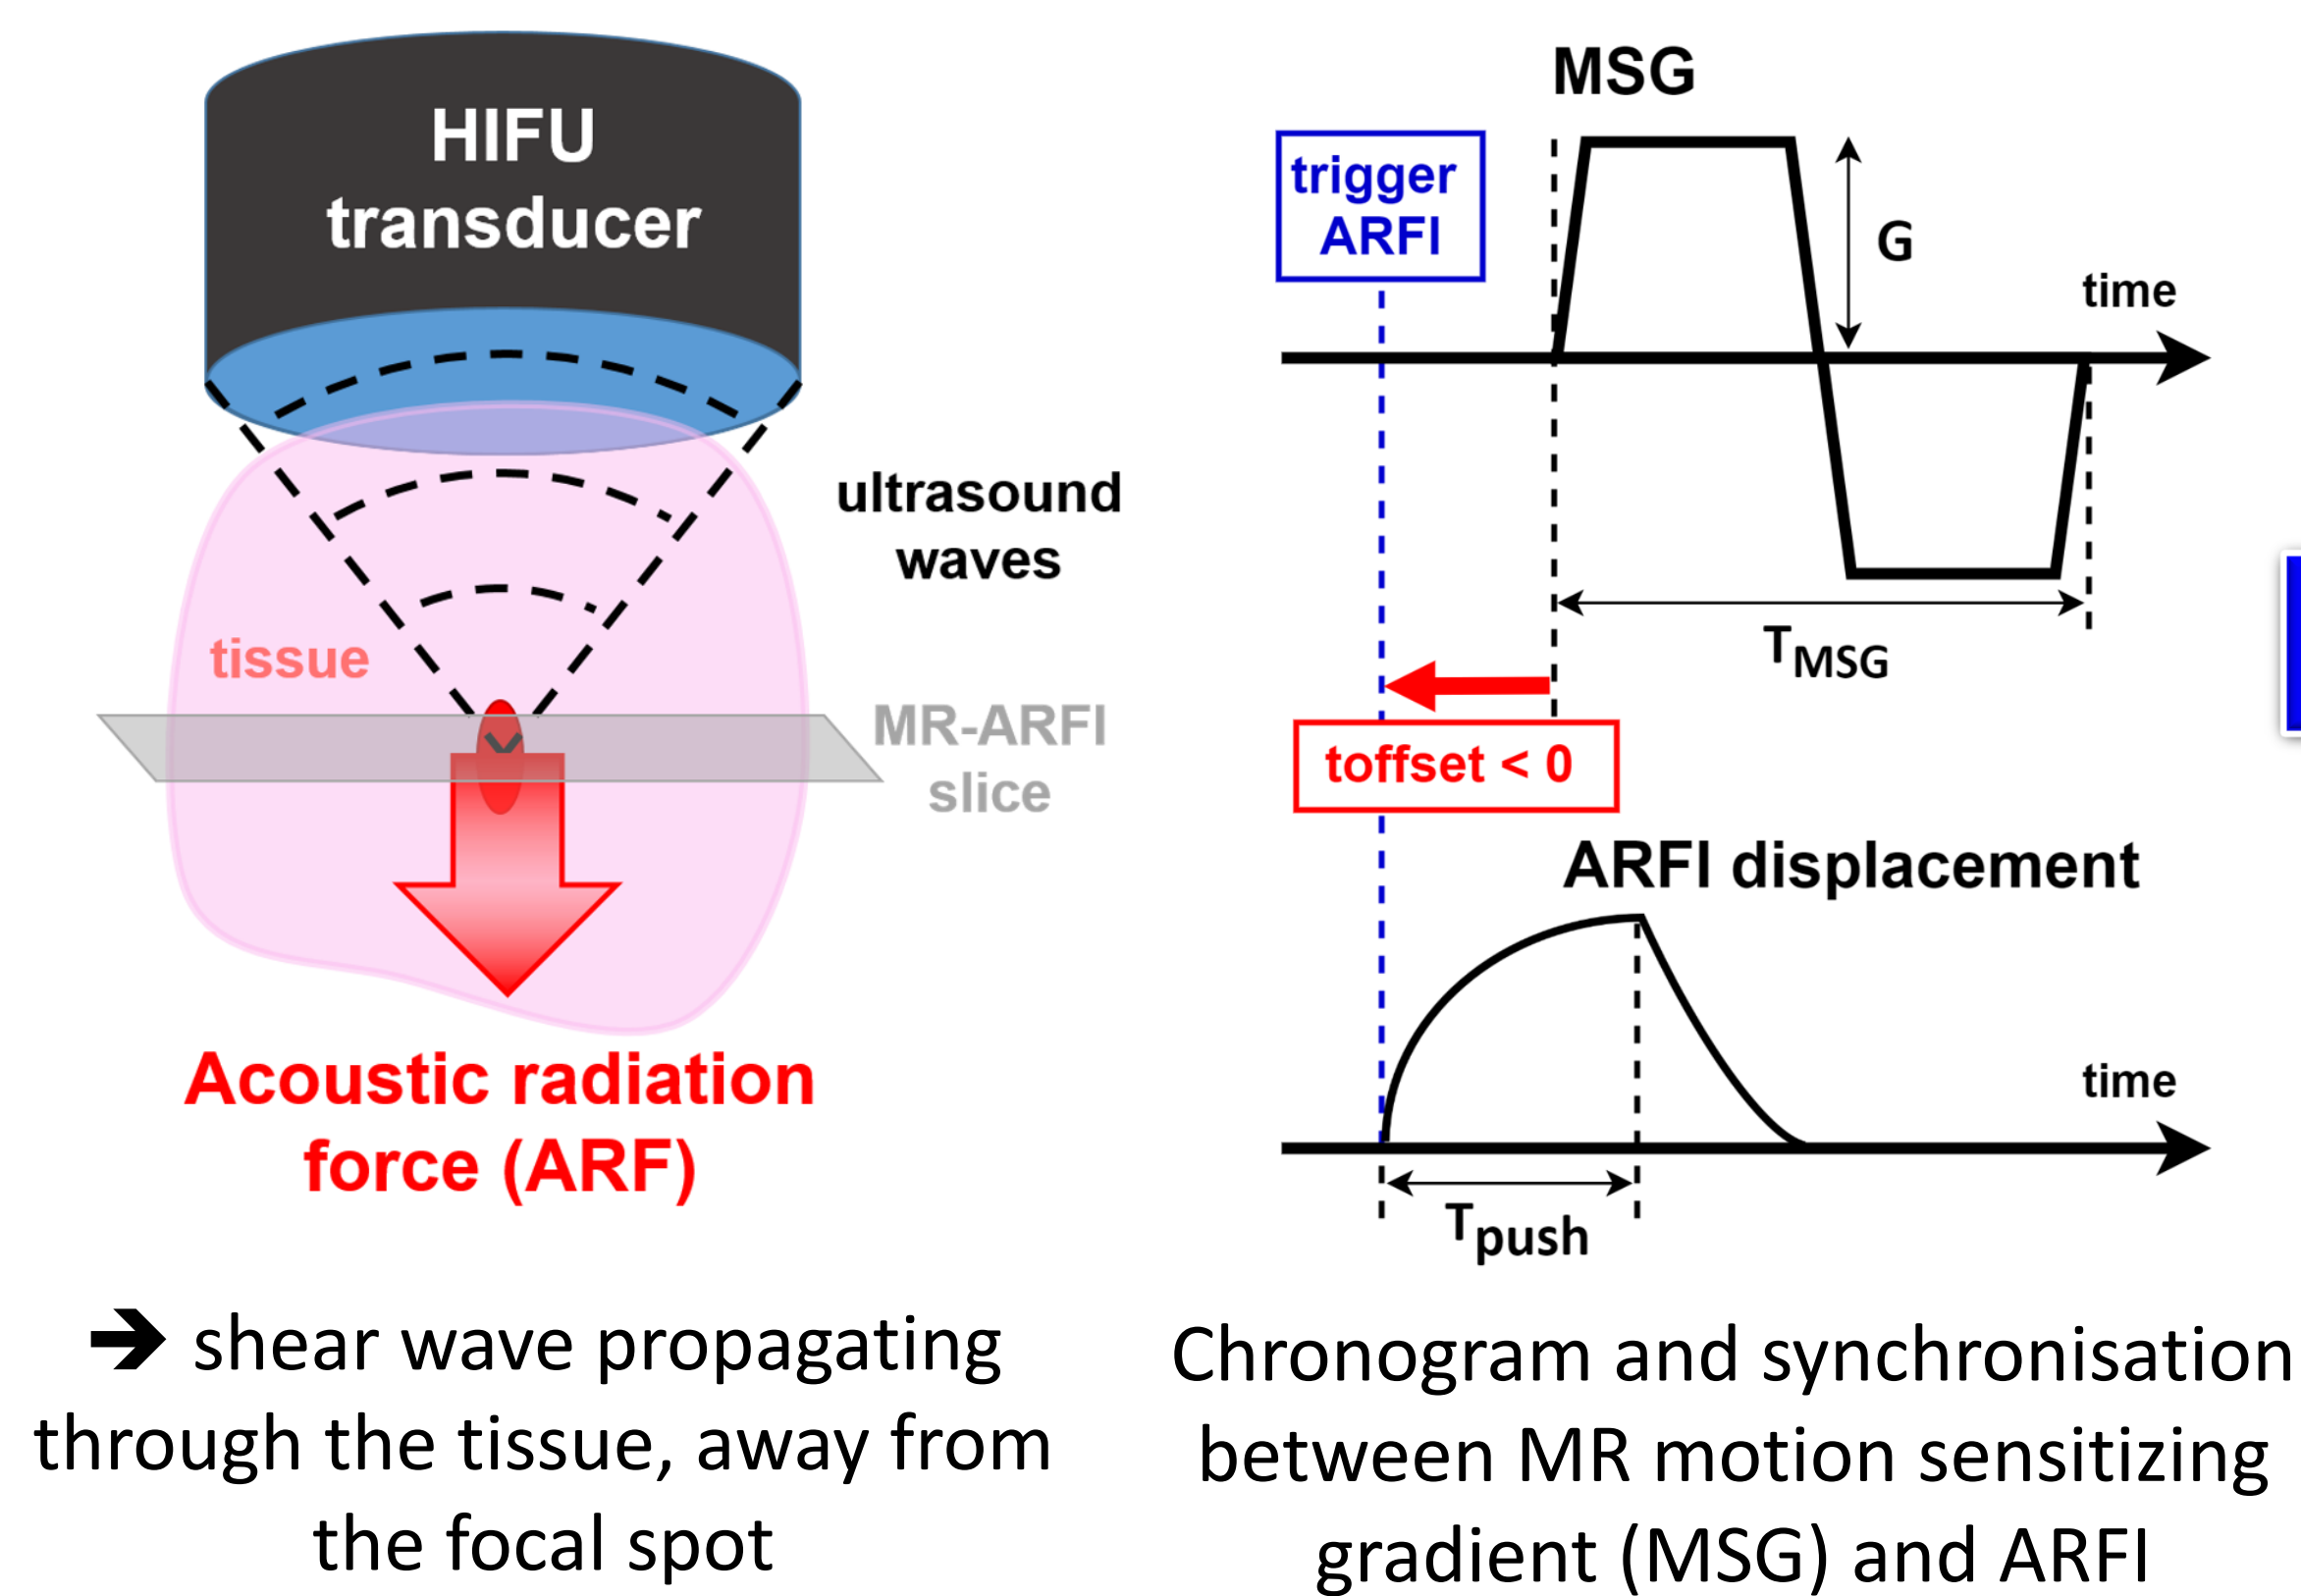 HIFU
transducer
ultrasound
waves
tissue
MR-ARFI
slice
Acoustic radiation
force (ARF)
➔ shear wave propagating
through the tissue, away from
the focal spot
MSG
trigger
ARFI
G
time
TMSG
toffset < 0
ARFI displacement
time
Tpush
Chronogram and synchronisation
between MR motion sensitizing
gradient (MSG) and ARFI